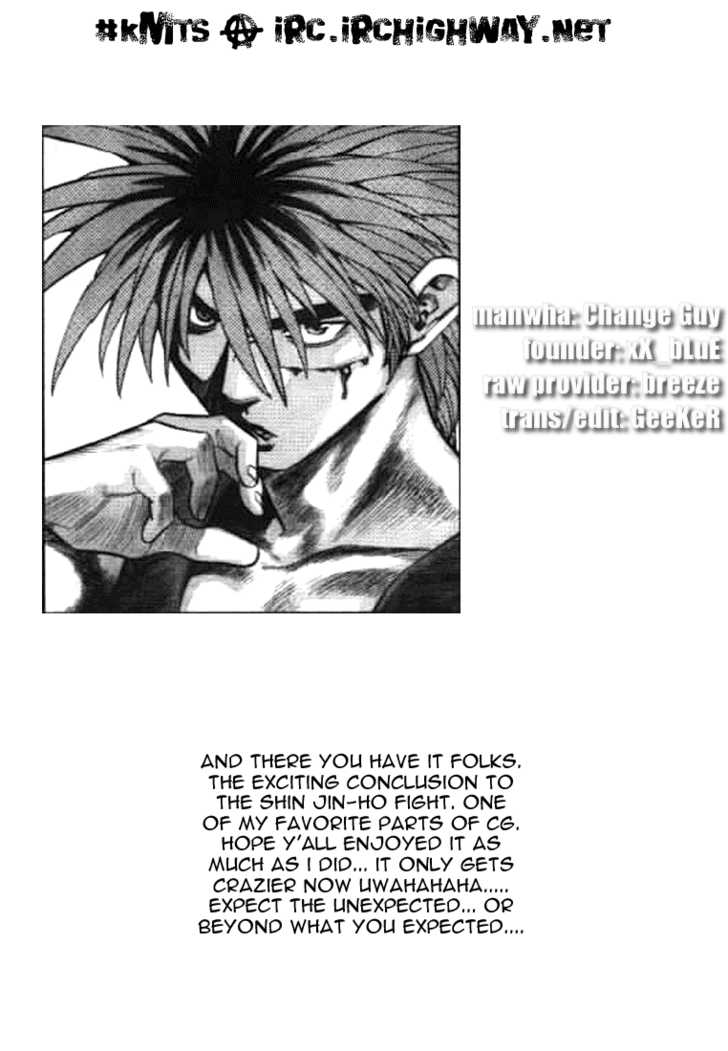 #kMTS @ iRC.iRCHiGHWAY.NeT
manwha: Change Guy
founder: xX_bLuE
raw provider: breeze
trans/edit: GeeKeR
AND THERE YOU HAVE IT FOLKS.
THE EXCITING CONCLUSION TO
THE SHIN JIN-HO FIGHT. ONE
OF MY FAVORITE PARTS OF CG.
HOPE Y'ALL ENJOYED IT AS
MUCH AS I DID... IT ONLY GETS
CRAZIER NOW UWAHAHAHA.....
EXPECT THE UNEXPECTED... OR
BEYOND WHAT YOU EXPECTED....